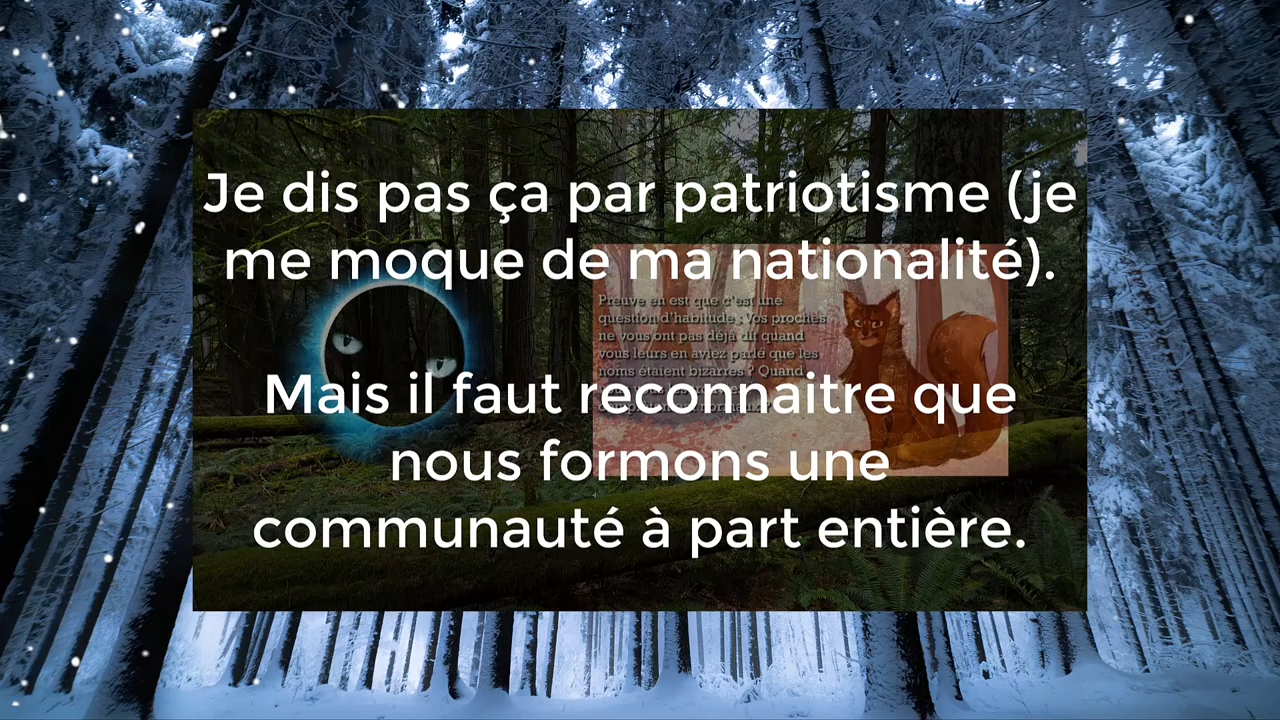 Je dis pas ça par patriotisme (je
me moque de ma nationalité).
Preuve en est que c'est une
question d'habitude : Vos proches
ne vous ont pas déjà dit quand
vous leurs en aviez parlé que les
noms étaient bizarres ? Quand
Mais il faut reconnaitre que
nous formons une
communauté à part entière.